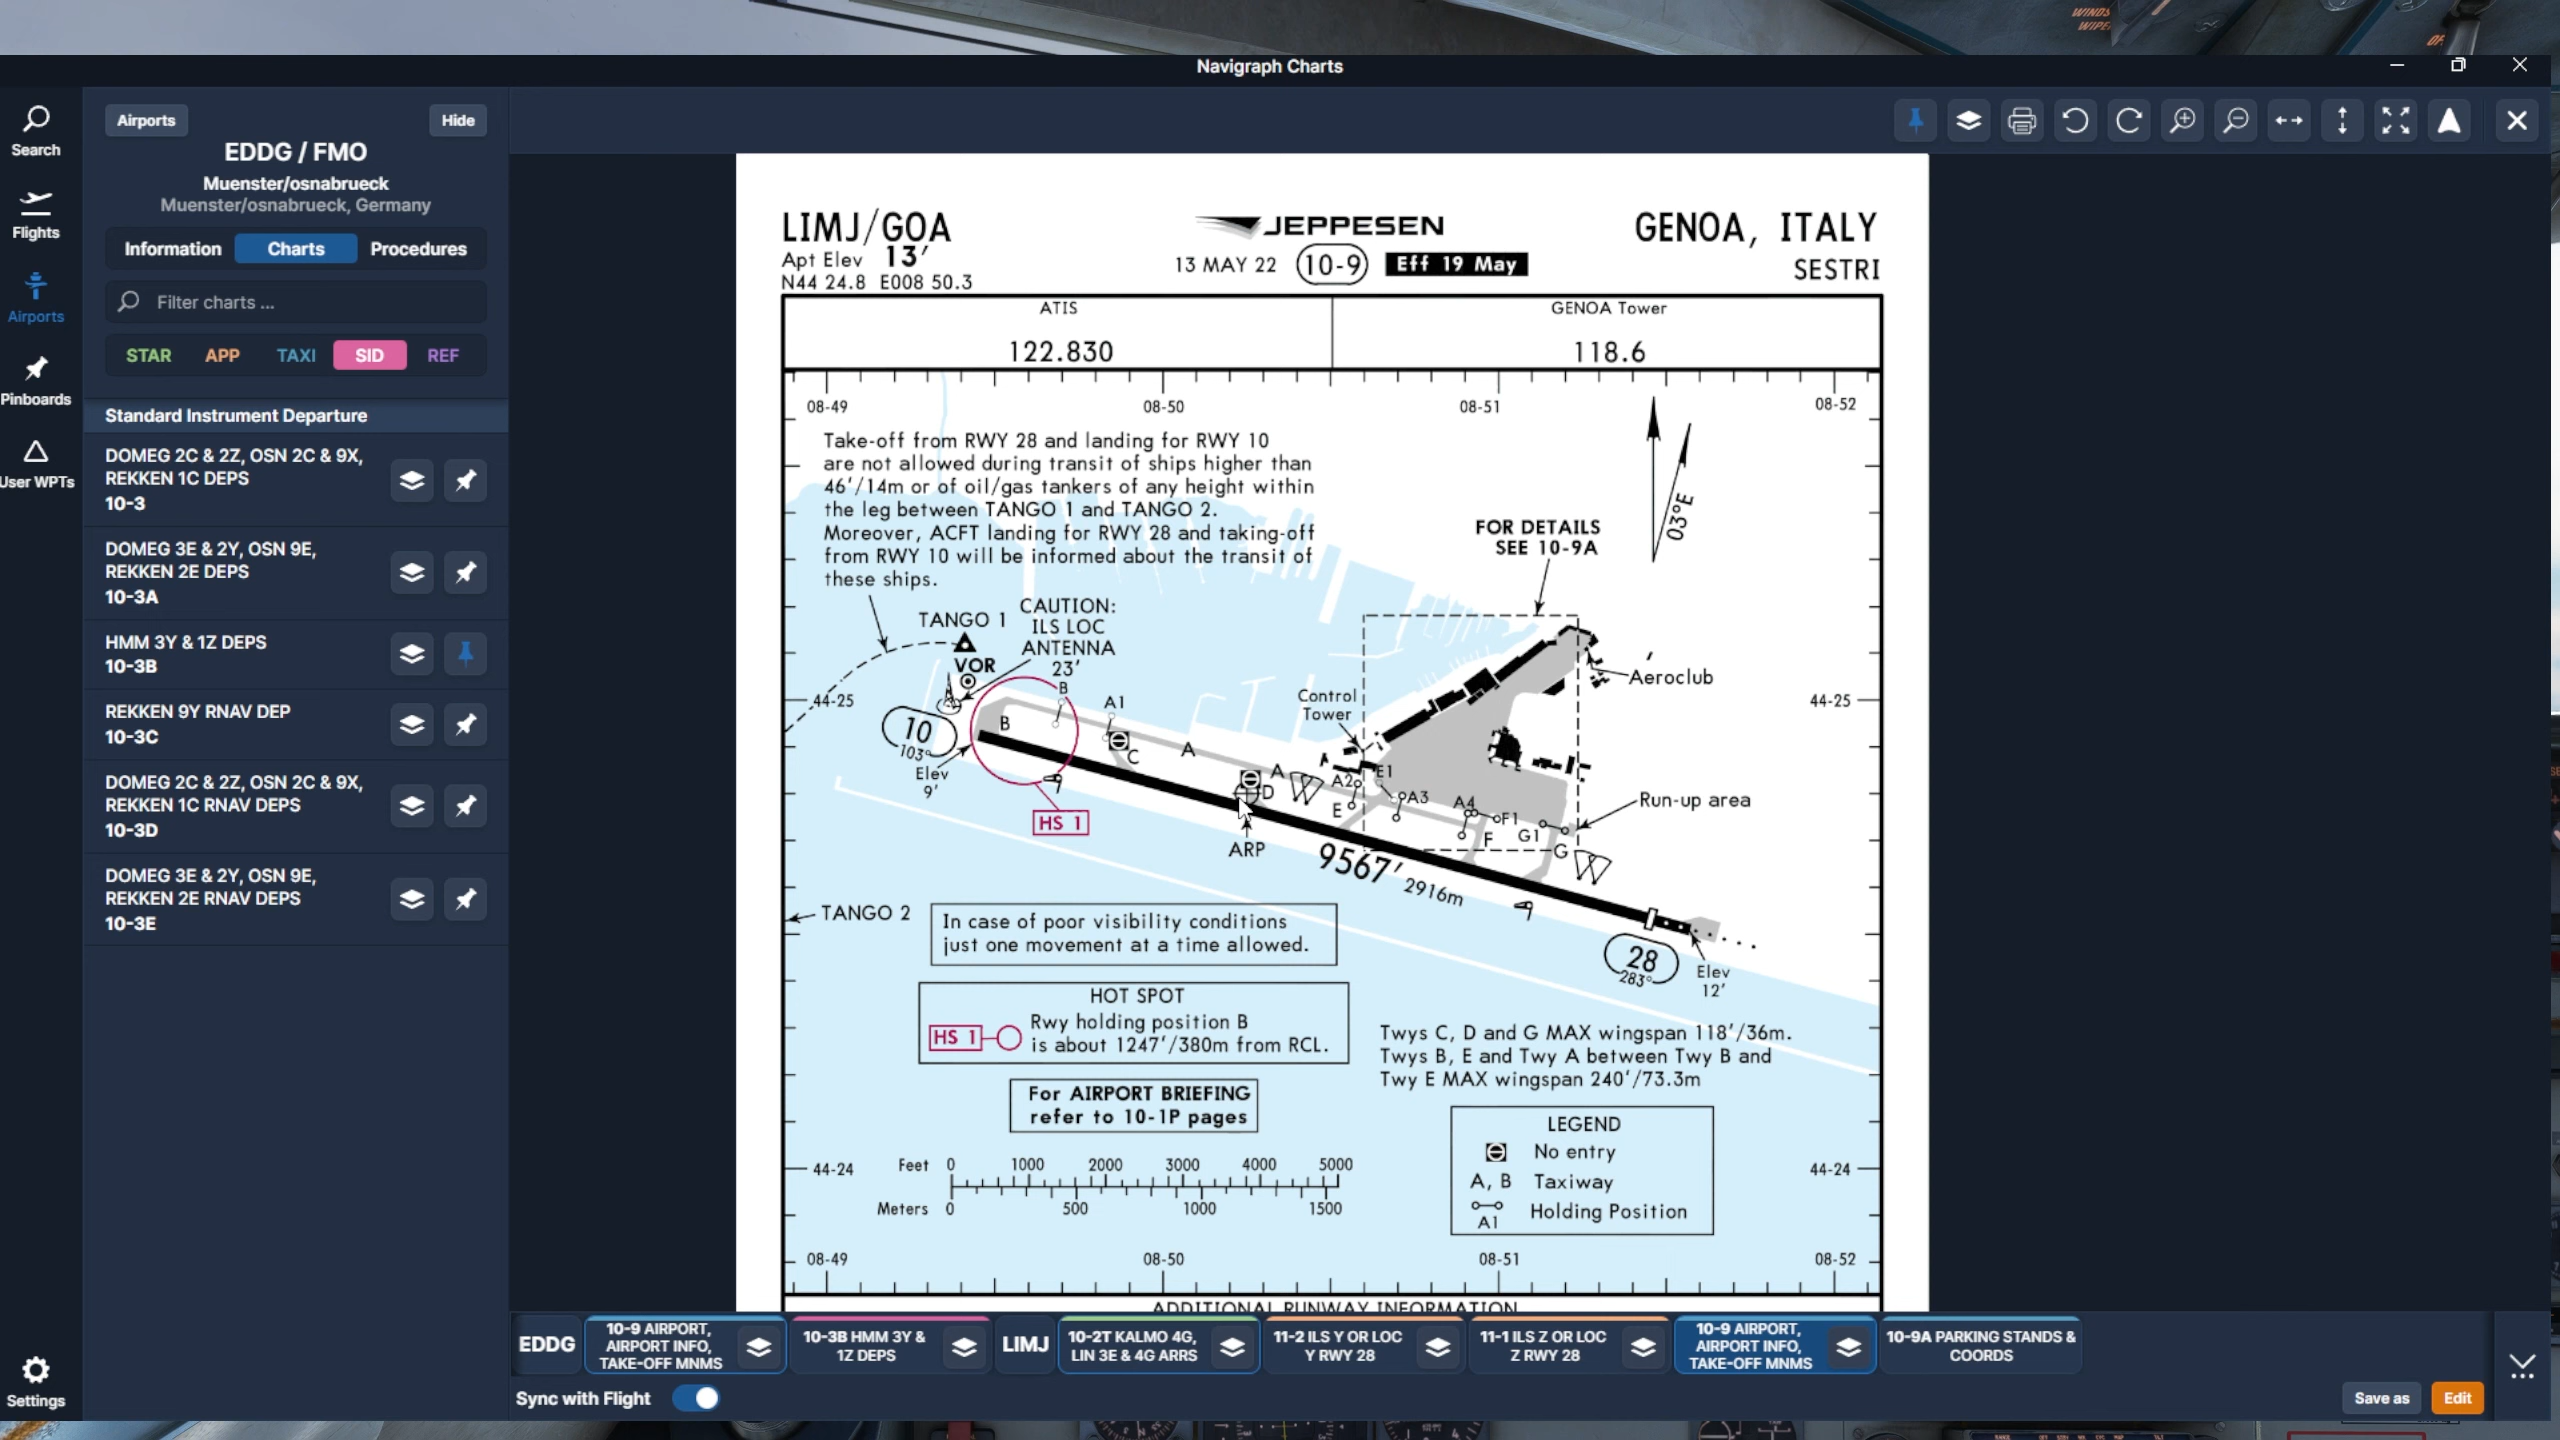 WINDS
WIPE
OF
Navigraph Charts
Search
Flights
Airports
Pinboards
User WPTs
Settings
Airports
Hide
EDDG / FMO
Muenster/osnabrueck
Muenster/osnabrueck, Germany
Information
Charts
Procedures
Filter charts ...
STAR
APP
TAXI
SID
REF
Standard Instrument Departure
DOMEG 2C & 2Z, OSN 2C & 9X,
REKKEN 1C DEPS
10-3
DOMEG 3E & 2Y, OSN 9E,
REKKEN 2E DEPS
10-3A
HMM 3Y & 1Z DEPS
10-3B
REKKEN 9Y RNAV DEP
10-3C
DOMEG 2C & 2Z, OSN 2C & 9X,
REKKEN 1C RNAV DEPS
10-3D
DOMEG 3E & 2Y, OSN 9E,
REKKEN 2E RNAV DEPS
10-3E
LIMJ/GOA
Apt Elev 13'
N44 24.8 E008 50.3
JEPPESEN
13 MAY 22 10-9 Eff 19 May
GENOA, ITALY
SESTRI
ATIS
122.830
GENOA Tower
118.6
08-49
08-50
08-51
08-52
Take-off from RWY 28 and landing for RWY 10
are not allowed during transit of ships higher than
46'/14m or of oil/gas tankers of any height within
the leg between TANGO 1 and TANGO 2.
Moreover, ACFT landing for RWY 28 and taking-off
from RWY 10 will be informed about the transit of
these ships.
03°E
FOR DETAILS
SEE 10-9A
TANGO 1
CAUTION:
ILS LOC
ANTENNA
23'
VOR
B
A1
44-25
44-25
Control
Tower
Aeroclub
10
103°
B
C
A
Elev
9'
HS 1
A
D
A2
E1
E
A3
A4
F1
F
G1
G
Run-up area
ARP
9567' 2916m
TANGO 2
In case of poor visibility conditions
just one movement at a time allowed.
28
283°
Elev
12'
HOT SPOT
HS 1
Rwy holding position B
is about 1247'/380m from RCL.
Twys C, D and G MAX wingspan 118'/36m.
Twys B, E and Twy A between Twy B and
Twy E MAX wingspan 240'/73.3m
For AIRPORT BRIEFING
refer to 10-1P pages
LEGEND
No entry
A, B Taxiway
A1 Holding Position
44-24
44-24
Feet 0 1000 2000 3000 4000 5000
Meters 0 500 1000 1500
08-49
08-50
08-51
08-52
ADDITIONAL RUNWAY INFORMATION
EDDG
10-9 AIRPORT,
AIRPORT INFO,
TAKE-OFF MNMS
10-3B HMM 3Y &
1Z DEPS
LIMJ
10-2T KALMO 4G,
LIN 3E & 4G ARRS
11-2 ILS Y OR LOC
Y RWY 28
11-1 ILS Z OR LOC
Z RWY 28
10-9 AIRPORT,
AIRPORT INFO,
TAKE-OFF MNMS
10-9A PARKING STANDS &
COORDS
Sync with Flight
Save as
Edit